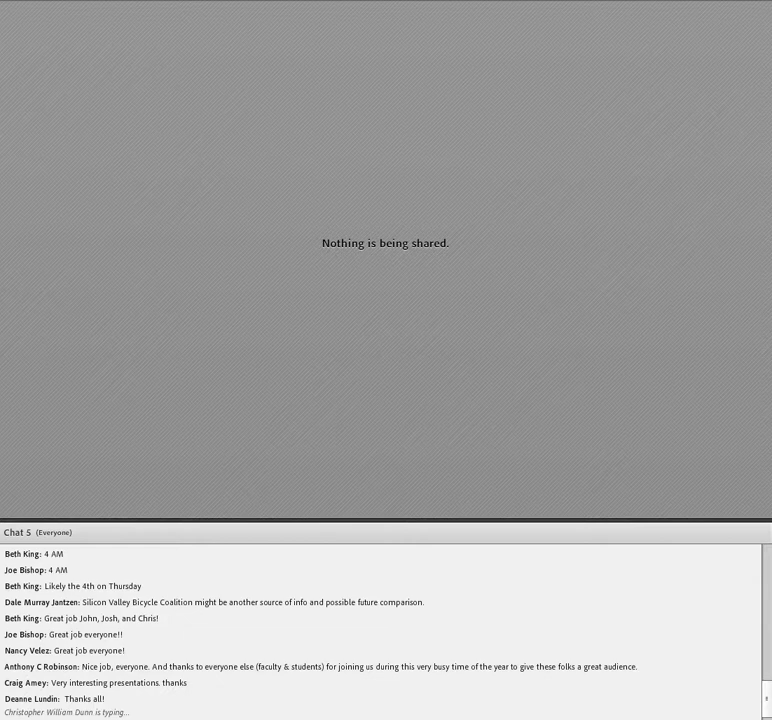 Nothing is being shared.
Chat 5 (Everyone)
Beth King: 4 AM
Joe Bishop: 4 AM
Beth King: Likely the 4th on Thursday
Dale Murray Jantzen: Silicon Valley Bicycle Coalition might be another source of info and possible future comparison.
Beth King: Great job John, Josh, and Chris!
Joe Bishop: Great job everyone!!
Nancy Velez: Great job everyone!
Anthony C Robinson: Nice job, everyone. And thanks to everyone else (faculty & students) for joining us during this very busy time of the year to give these folks a great audience.
Craig Amey: Very interesting presentations. thanks
Deanne Lundin: Thanks all!
Christopher William Dunn is typing...